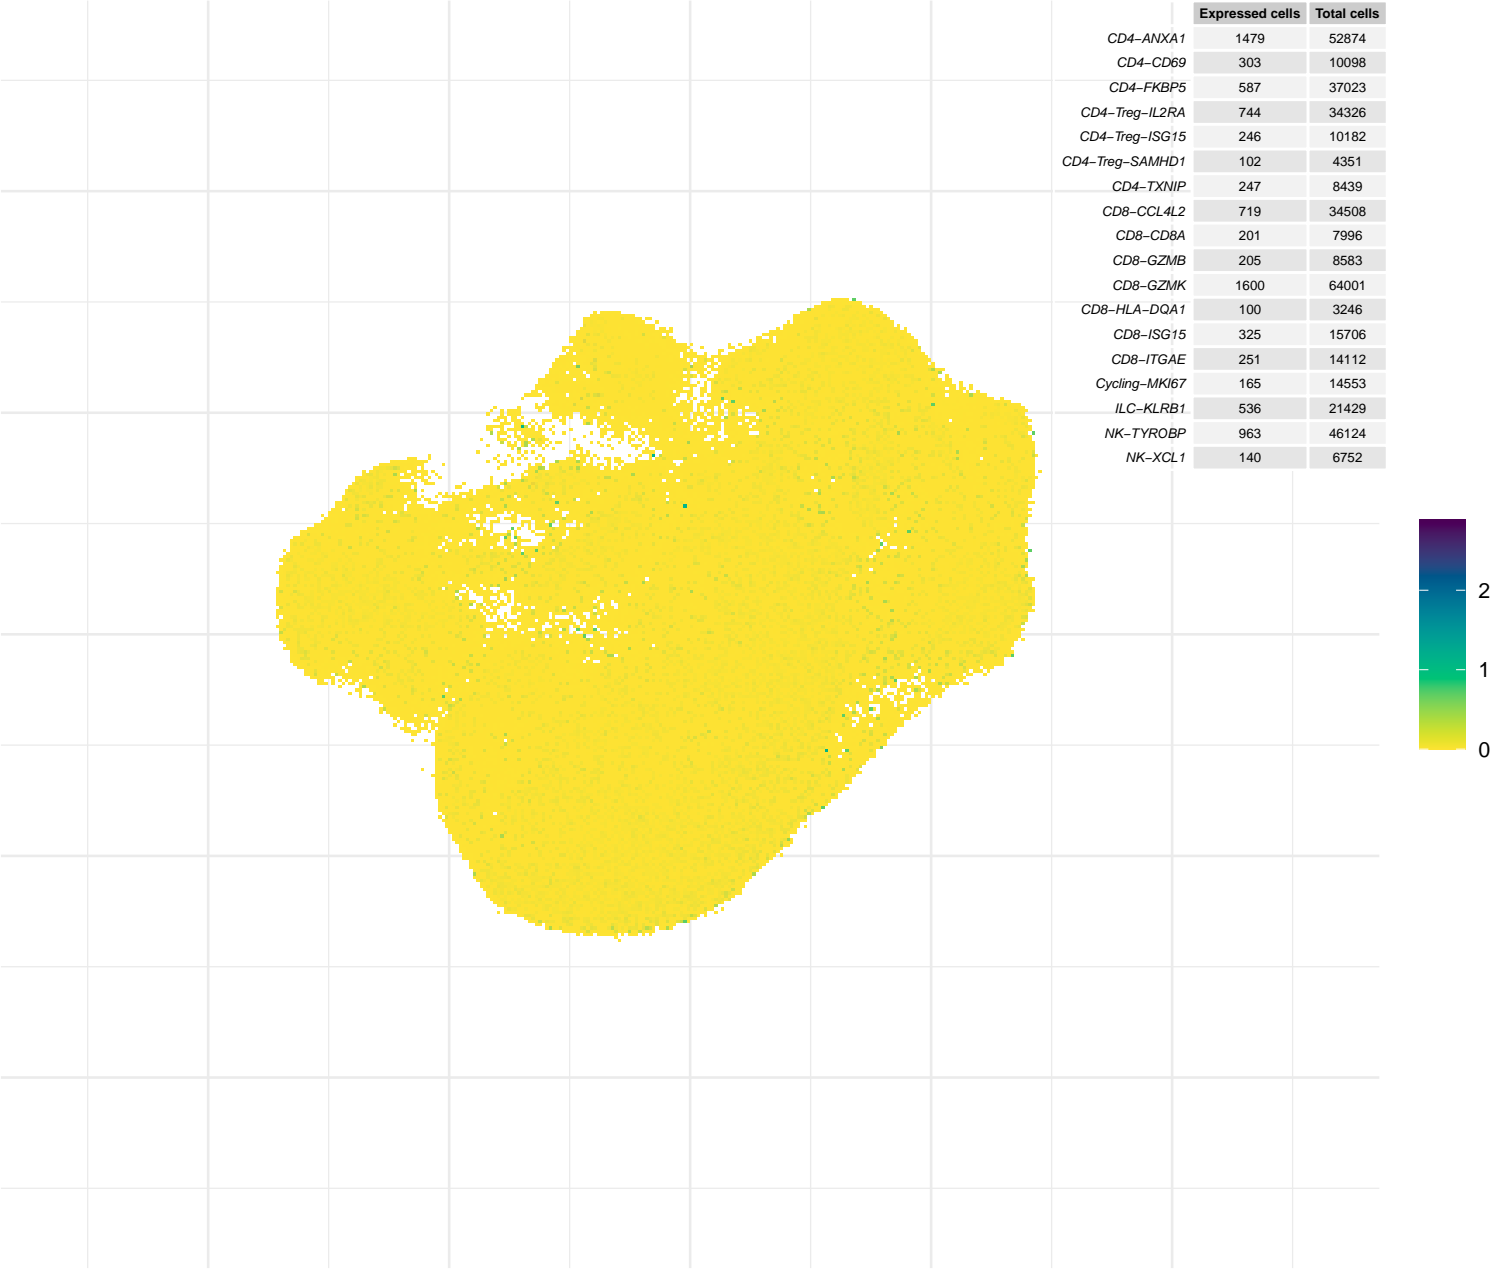 Expressed cells Total cells
CD4−ANXA1 1479 52874
CD4−CD69 303 10098
CD4−FKBP5 587 37023
CD4−Treg−IL2RA 744 34326
CD4−Treg−ISG15 246 10182
CD4−Treg−SAMHD1 102 4351
CD4−TXNIP 247 8439
CD8−CCL4L2 719 34508
CD8−CD8A 201 7996
CD8−GZMB 205 8583
CD8−GZMK 1600 64001
CD8−HLA−DQA1 100 3246
CD8−ISG15 325 15706
CD8−ITGAE 251 14112
Cycling−MKI67 165 14553
ILC−KLRB1 536 21429
NK−TYROBP 963 46124
NK−XCL1 140 6752
2
1
0